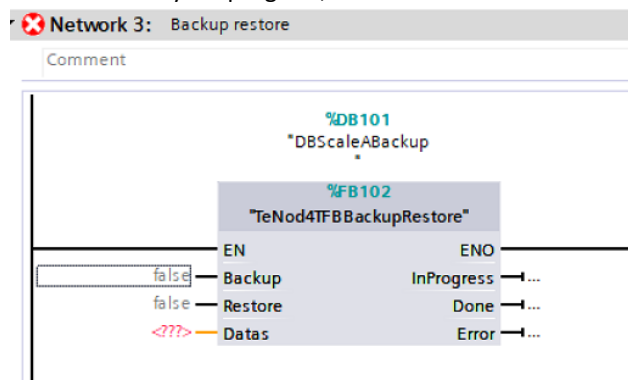 Network 3: Backup restore
Comment
%DB101
"DBScaleABackup
"
%FB102
"TeNod4TFBBackupRestore"
EN ENO
false Backup InProgress ...
false Restore Done ...
<???> Datas Error ...